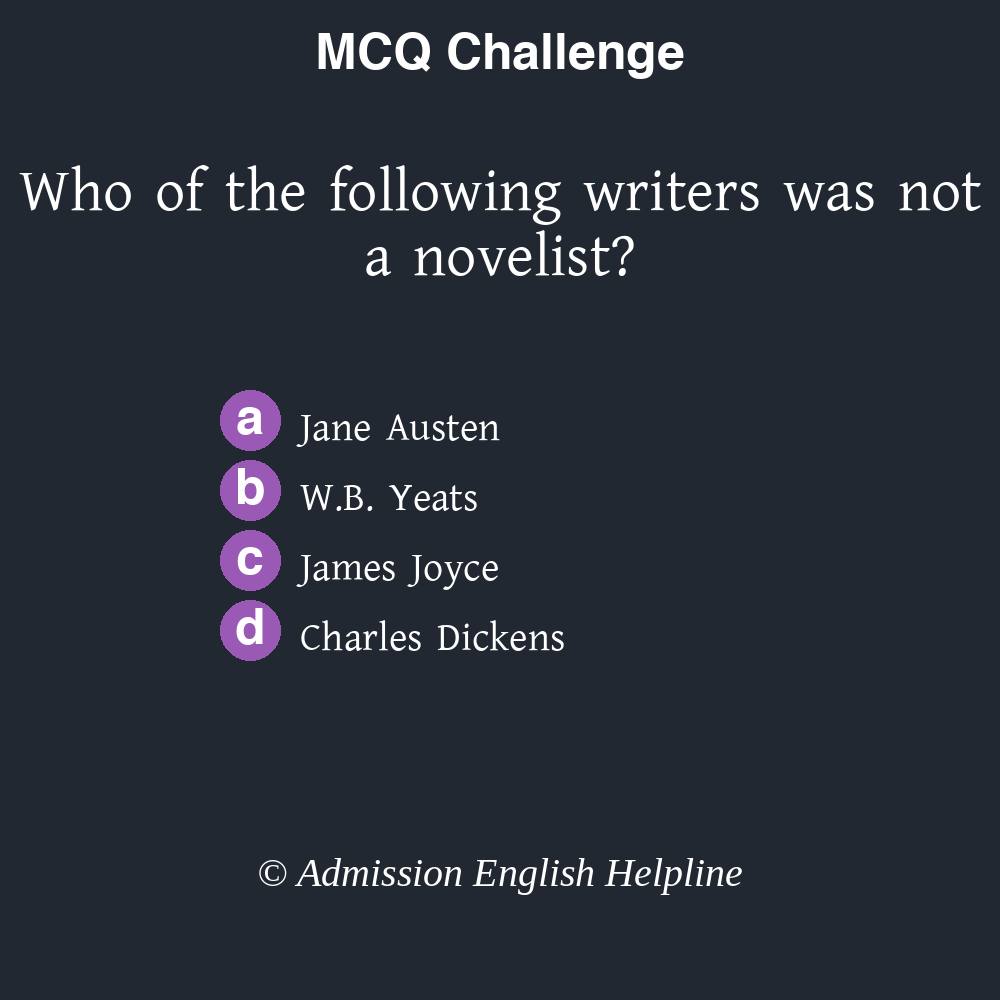 MCQ Challenge
Who of the following writers was not
a novelist?
a Jane Austen
b W.B. Yeats
c James Joyce
d Charles Dickens
© Admission English Helpline